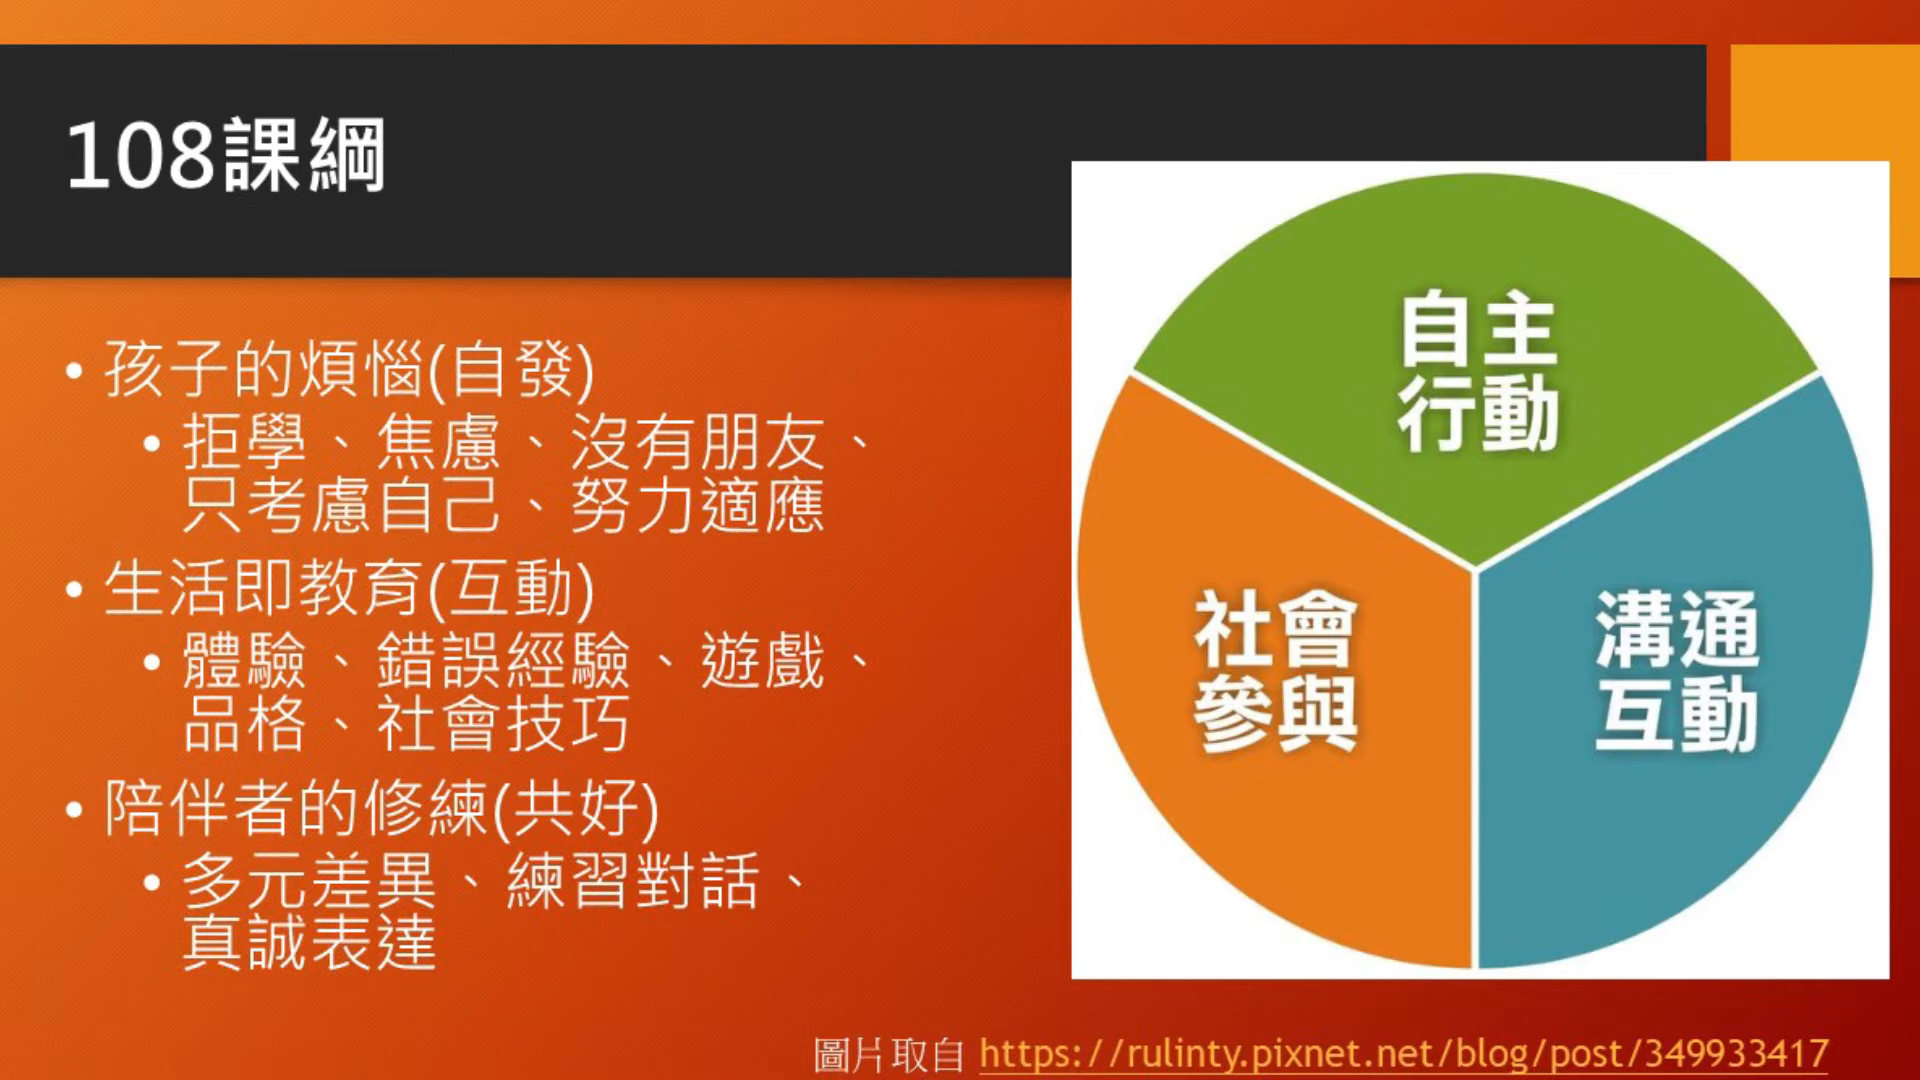 108課綱
• 孩子的煩惱(自發)
• 拒學、焦慮、沒有朋友、
只考慮自己、努力適應
• 生活即教育(互動)
• 體驗、錯誤經驗、遊戲、
品格、社會技巧
• 陪伴者的修練(共好)
• 多元差異、練習對話、
真誠表達
自主
行動
社會
參與
溝通
互動
圖片取自 https://rulinty.pixnet.net/blog/post/349933417